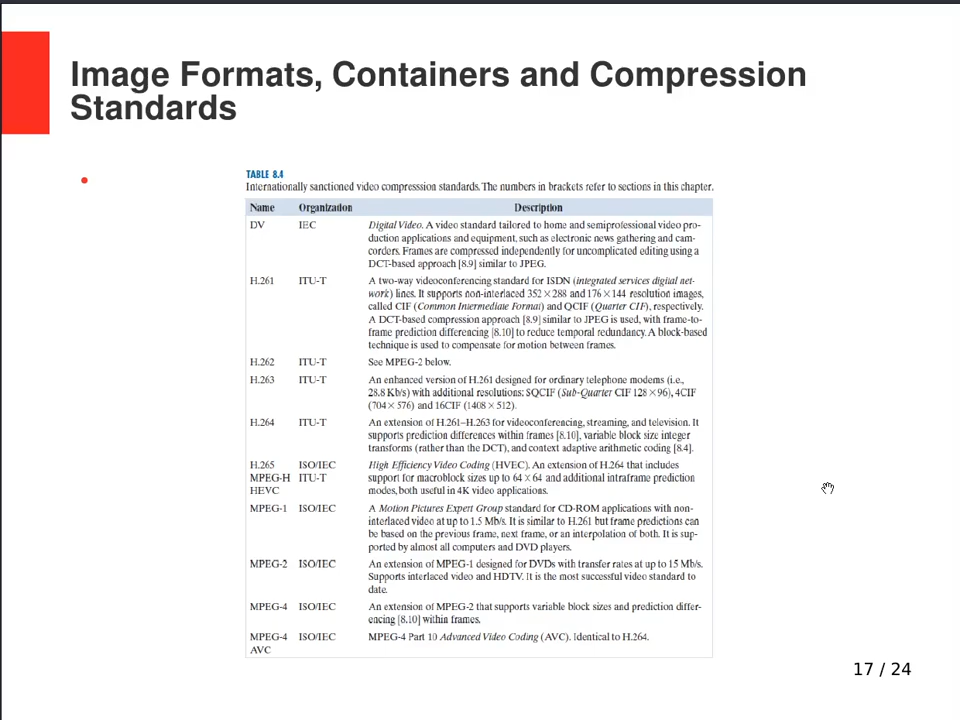 Image Formats, Containers and Compression
Standards
TABLE 8.4
Internationally sanctioned video compresssion standards. The numbers in brackets refer to sections in this chapter.
Name Organization Description
DV IEC Digital Video. A video standard tailored to home and semiprofessional video pro-
duction applications and equipment, such as electronic news gathering and cam-
corders. Frames are compressed independently for uncomplicated editing using a
DCT-based approach [8.9] similar to JPEG.
H.261 ITU-T A two-way videoconferencing standard for ISDN (integrated services digital net-
work) lines. It supports non-interlaced 352 × 288 and 176 × 144 resolution images,
called CIF (Common Intermediate Format) and QCIF (Quarter CIF), respectively.
A DCT-based compression approach [8.9] similar to JPEG is used, with frame-to-
frame prediction differencing [8.10] to reduce temporal redundancy. A block-based
technique is used to compensate for motion between frames.
H.262 ITU-T See MPEG-2 below.
H.263 ITU-T An enhanced version of H.261 designed for ordinary telephone modems (i.e.,
28.8 Kb/s) with additional resolutions: SQCIF (Sub-Quarter CIF 128 × 96), 4CIF
(704 × 576) and 16CIF (1408 × 512).
H.264 ITU-T An extension of H.261–H.263 for videoconferencing, streaming, and television. It
supports prediction differences within frames [8.10], variable block size integer
transforms (rather than the DCT), and context adaptive arithmetic coding [8.4].
H.265 ISO/IEC High Efficiency Video Coding (HVEC). An extension of H.264 that includes
MPEG-H ITU-T support for macroblock sizes up to 64 × 64 and additional intraframe prediction
HEVC modes, both useful in 4K video applications.
MPEG-1 ISO/IEC A Motion Pictures Expert Group standard for CD-ROM applications with non-
interlaced video at up to 1.5 Mb/s. It is similar to H.261 but frame predictions can
be based on the previous frame, next frame, or an interpolation of both. It is sup-
ported by almost all computers and DVD players.
MPEG-2 ISO/IEC An extension of MPEG-1 designed for DVDs with transfer rates at up to 15 Mb/s.
Supports interlaced video and HDTV. It is the most successful video standard to
date.
MPEG-4 ISO/IEC An extension of MPEG-2 that supports variable block sizes and prediction differ-
encing [8.10] within frames.
MPEG-4 ISO/IEC MPEG-4 Part 10 Advanced Video Coding (AVC). Identical to H.264.
AVC
17 / 24